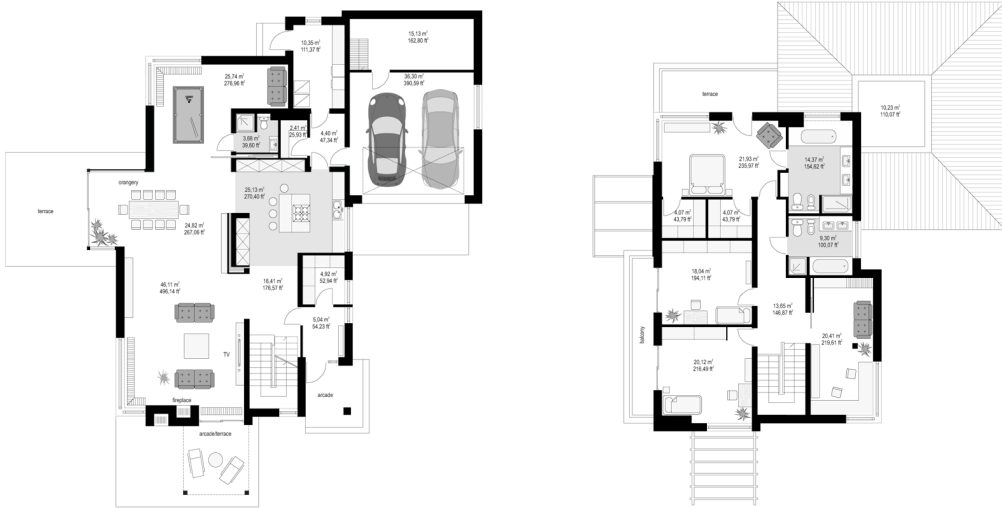 10,35 m²
111,37 ft²
15,13 m²
162,80 ft²
25,74 m²
276,96 ft²
36,30 m²
390,59 ft²
3,68 m²
39,60 ft²
2,41 m²
25,93 ft²
4,40 m²
47,34 ft²
orangery
terrace
25,13 m²
270,40 ft²
24,82 m²
267,06 ft²
46,11 m²
496,14 ft²
16,41 m²
176,57 ft²
4,92 m²
52,94 ft²
5,04 m²
54,23 ft²
TV
fireplace
arcade
arcade/terrace
terrace
10,23 m²
110,07 ft²
21,93 m²
235,97 ft²
14,37 m²
154,62 ft²
4,07 m²
43,79 ft²
4,07 m²
43,79 ft²
9,30 m²
100,07 ft²
18,04 m²
194,11 ft²
13,65 m²
146,87 ft²
balcony
20,41 m²
219,61 ft²
20,12 m²
216,49 ft²